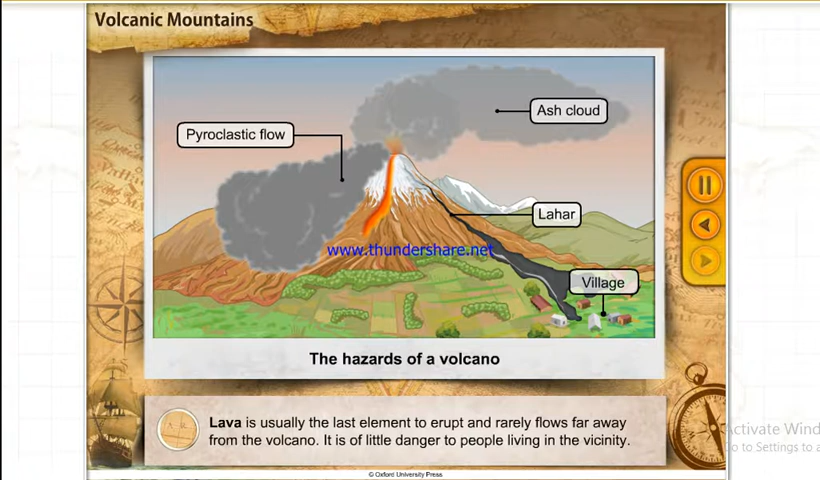 Volcanic Mountains
Ash cloud
Pyroclastic flow
Lahar
www.thundershare.net
Village
The hazards of a volcano
Lava is usually the last element to erupt and rarely flows far away
from the volcano. It is of little danger to people living in the vicinity.
Activate Wind
o to Settings to a
© Oxford University Press